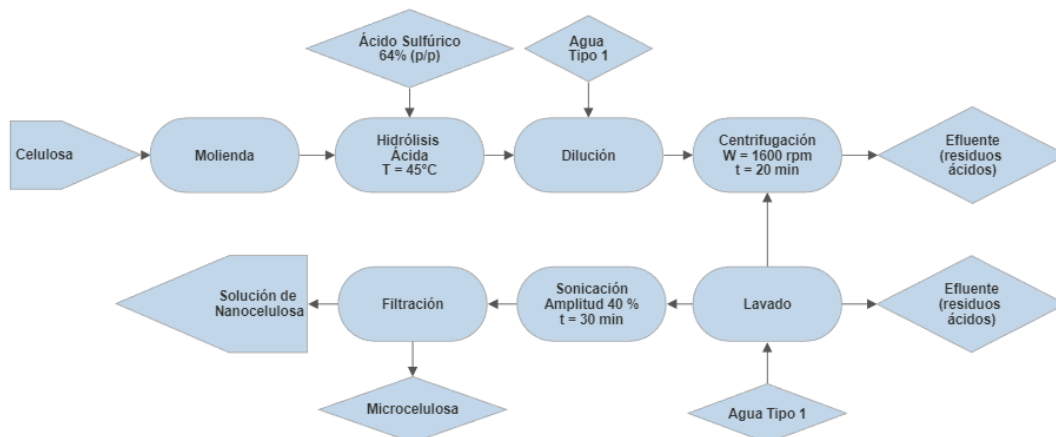 Ácido Sulfúrico
64% (p/p)
Agua
Tipo 1
Celulosa
Molienda
Hidrólisis
Ácida
T = 45°C
Dilución
Centrifugación
W = 1600 rpm
t = 20 min
Efluente
(residuos
ácidos)
Solución de
Nanocelulosa
Filtración
Sonicación
Amplitud 40 %
t = 30 min
Lavado
Efluente
(residuos
ácidos)
Microcelulosa
Agua Tipo 1